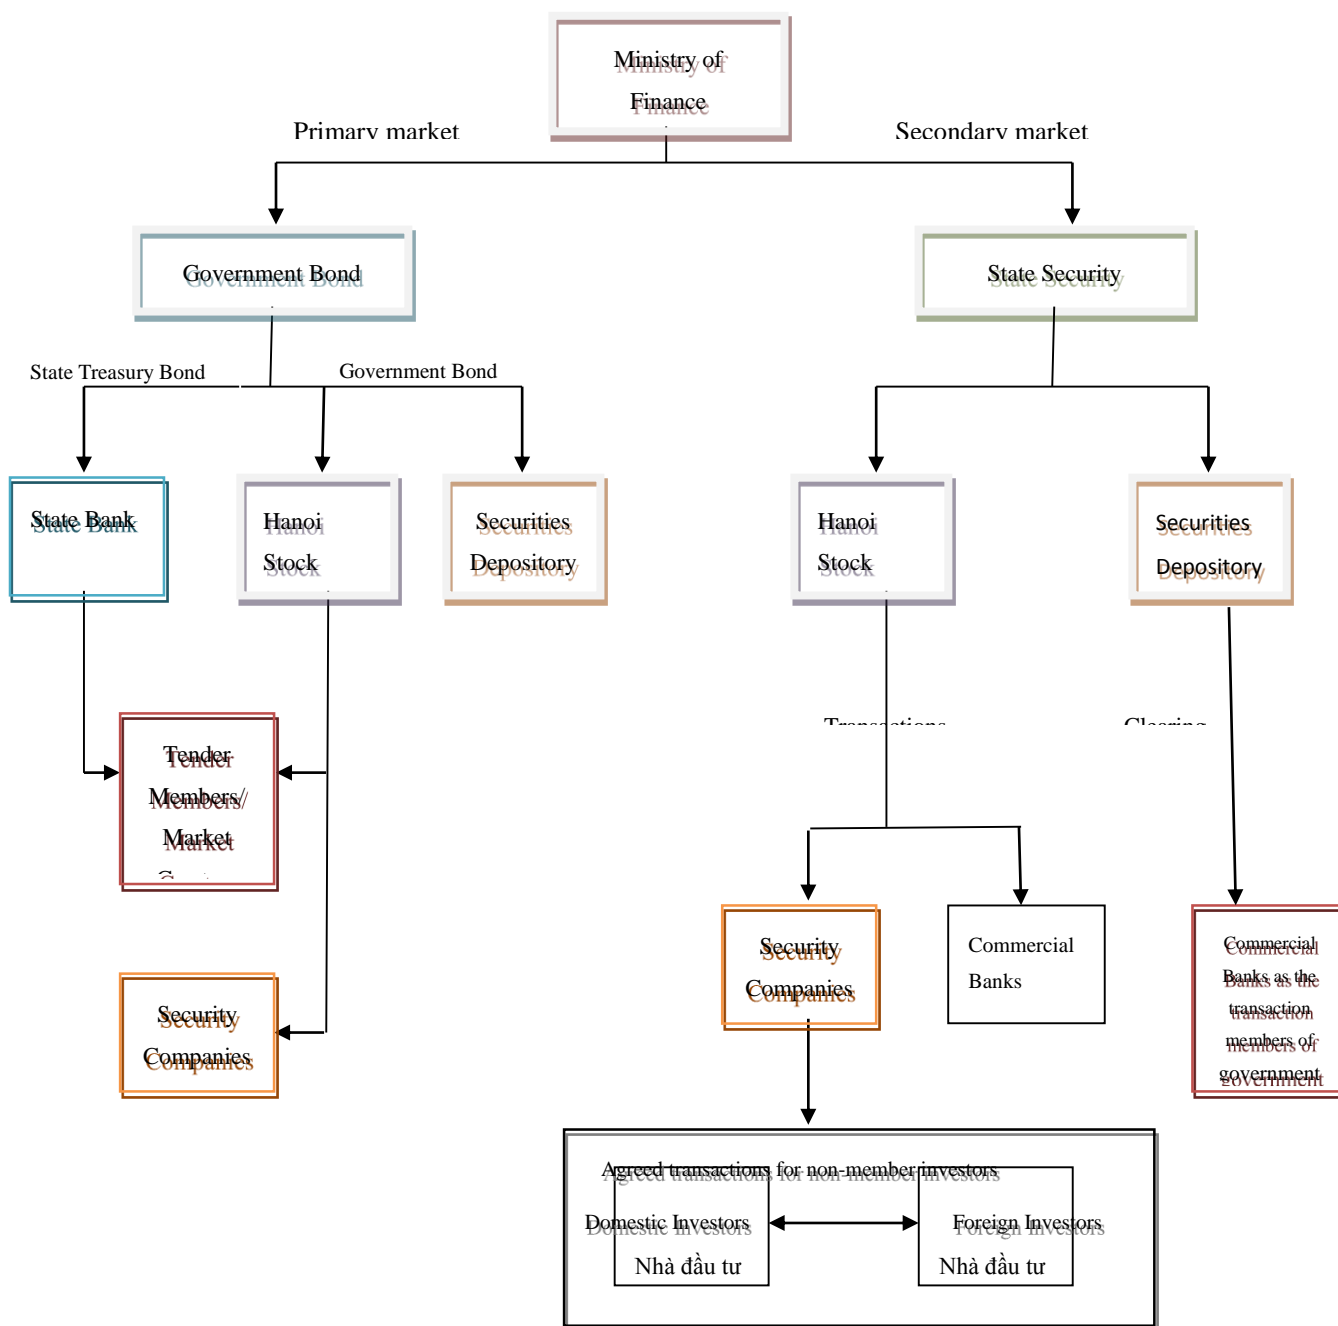 Ministry of
Finance
Primary market
Secondary market
Government Bond
State Security
State Treasury Bond
Government Bond
State Bank
Hanoi
Stock
Securities
Depository
Hanoi
Stock
Securities
Depository
Transactions
Clearing
Tender
Members/
Market
Security
Companies
Commercial
Banks
Commercial
Banks as the
transaction
members of
government
Security
Companies
Agreed transactions for non-member investors
Domestic Investors
Foreign Investors
Nhà đầu tư
Nhà đầu tư